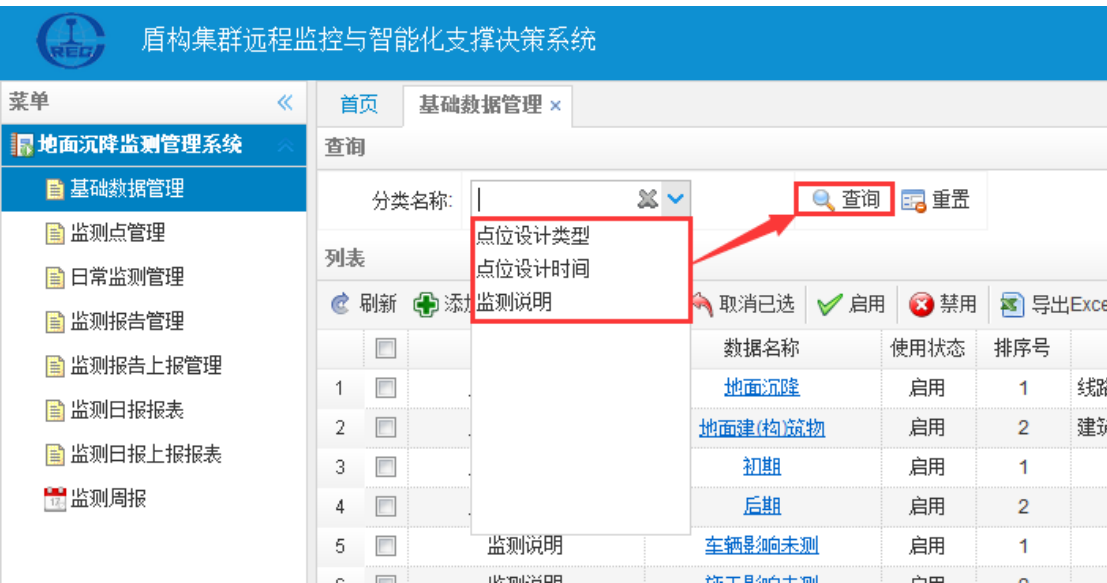 CREC
盾构集群远程监控与智能化支撑决策系统
菜单
首页
基础数据管理
地面沉降监测管理系统
查询
基础数据管理
分类名称:
查询
重置
监测点管理
点位设计类型
点位设计时间
监测说明
日常监测管理
列表
刷新
取消已选
启用
禁用
监测报告管理
数据名称 使用状态 排序号
监测报告上报管理
1 地面沉降 启用 1
监测日报报表
2 地面建(构)筑物 启用 2
监测日报上报报表
3 初期 启用 1
监测周报
4 后期 启用 2
5 监测说明 车辆影响未测 启用 1